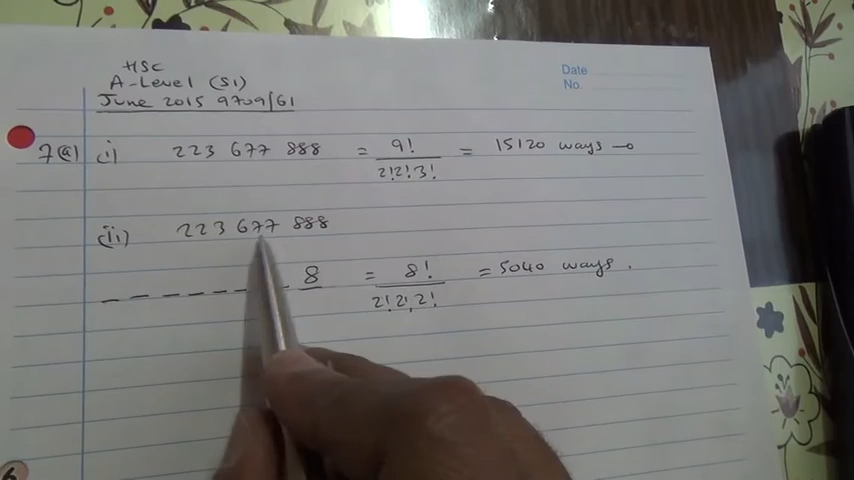 HSC
A-Level (S1)
June 2015 9709/61
Date
No.
7(a) (i) 223 677 888 = 9! / 2!2!3! = 15120 ways
(ii) 223 677 888
_ _ _ _ _ _ _ _ 8 = 8! / 2!2!2! = 5040 ways.
6